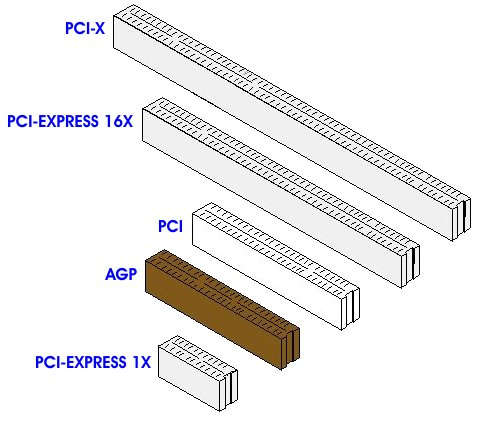 PCI-X
PCI-EXPRESS 16X
PCI
AGP
PCI-EXPRESS 1X